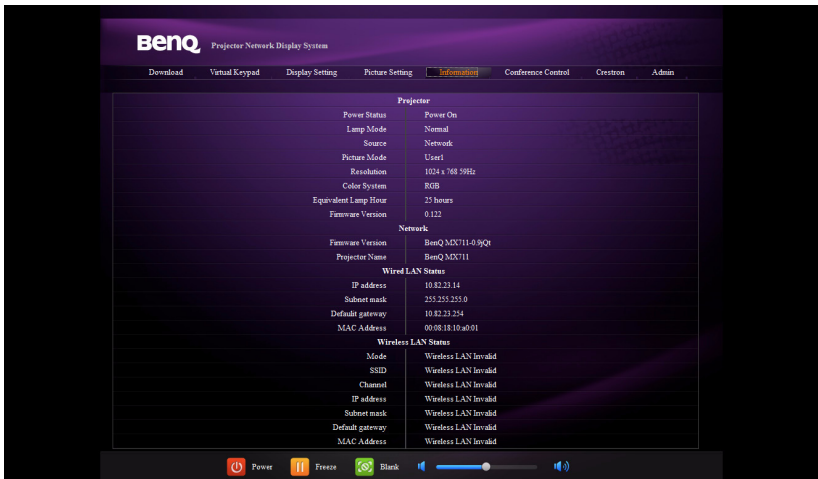 BenQ Projector Network Display System
Download Virtual Keypad Display Setting Picture Setting Information Conference Control Crestron Admin
Projector
Power Status Power On
Lamp Mode Normal
Source Network
Picture Mode User1
Resolution 1024 x 768 59Hz
Color System RGB
Equivalent Lamp Hour 25 hours
Firmware Version 0.122
Network
Firmware Version BenQ MX711-0.9jQt
Projector Name BenQ MX711
Wired LAN Status
IP address 10.82.23.14
Subnet mask 255.255.255.0
Defaulit gateway 10.82.23.254
MAC Address 00:08:18:10:a0:01
Wireless LAN Status
Mode Wireless LAN Invalid
SSID Wireless LAN Invalid
Channel Wireless LAN Invalid
IP address Wireless LAN Invalid
Subnet mask Wireless LAN Invalid
Default gateway Wireless LAN Invalid
MAC Address Wireless LAN Invalid
Power Freeze Blank